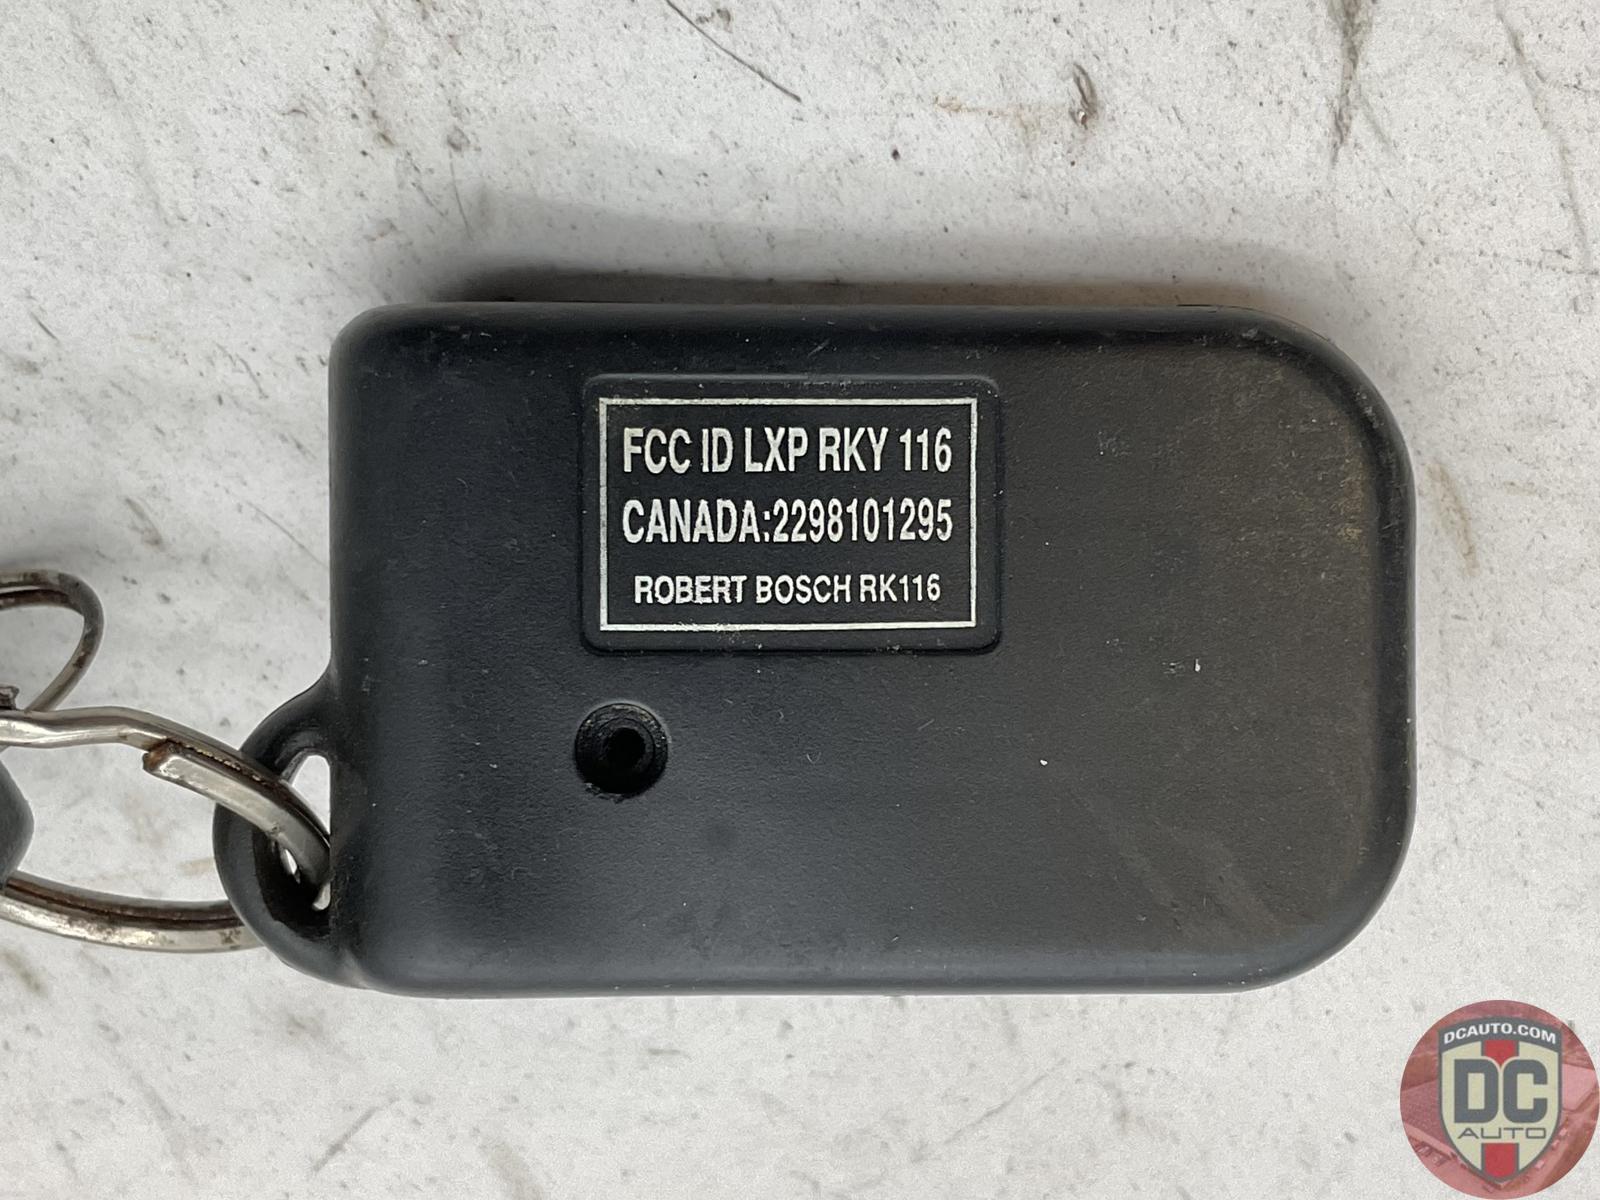 FCC ID LXP RKY 116
CANADA:2298101295
ROBERT BOSCH RK116
DCAUTO.COM
DC
AUTO